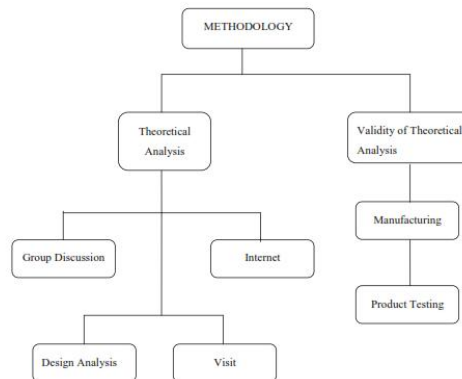 METHODOLOGY
Theoretical
Analysis
Validity of Theoretical
Analysis
Group Discussion
Internet
Manufacturing
Design Analysis
Visit
Product Testing